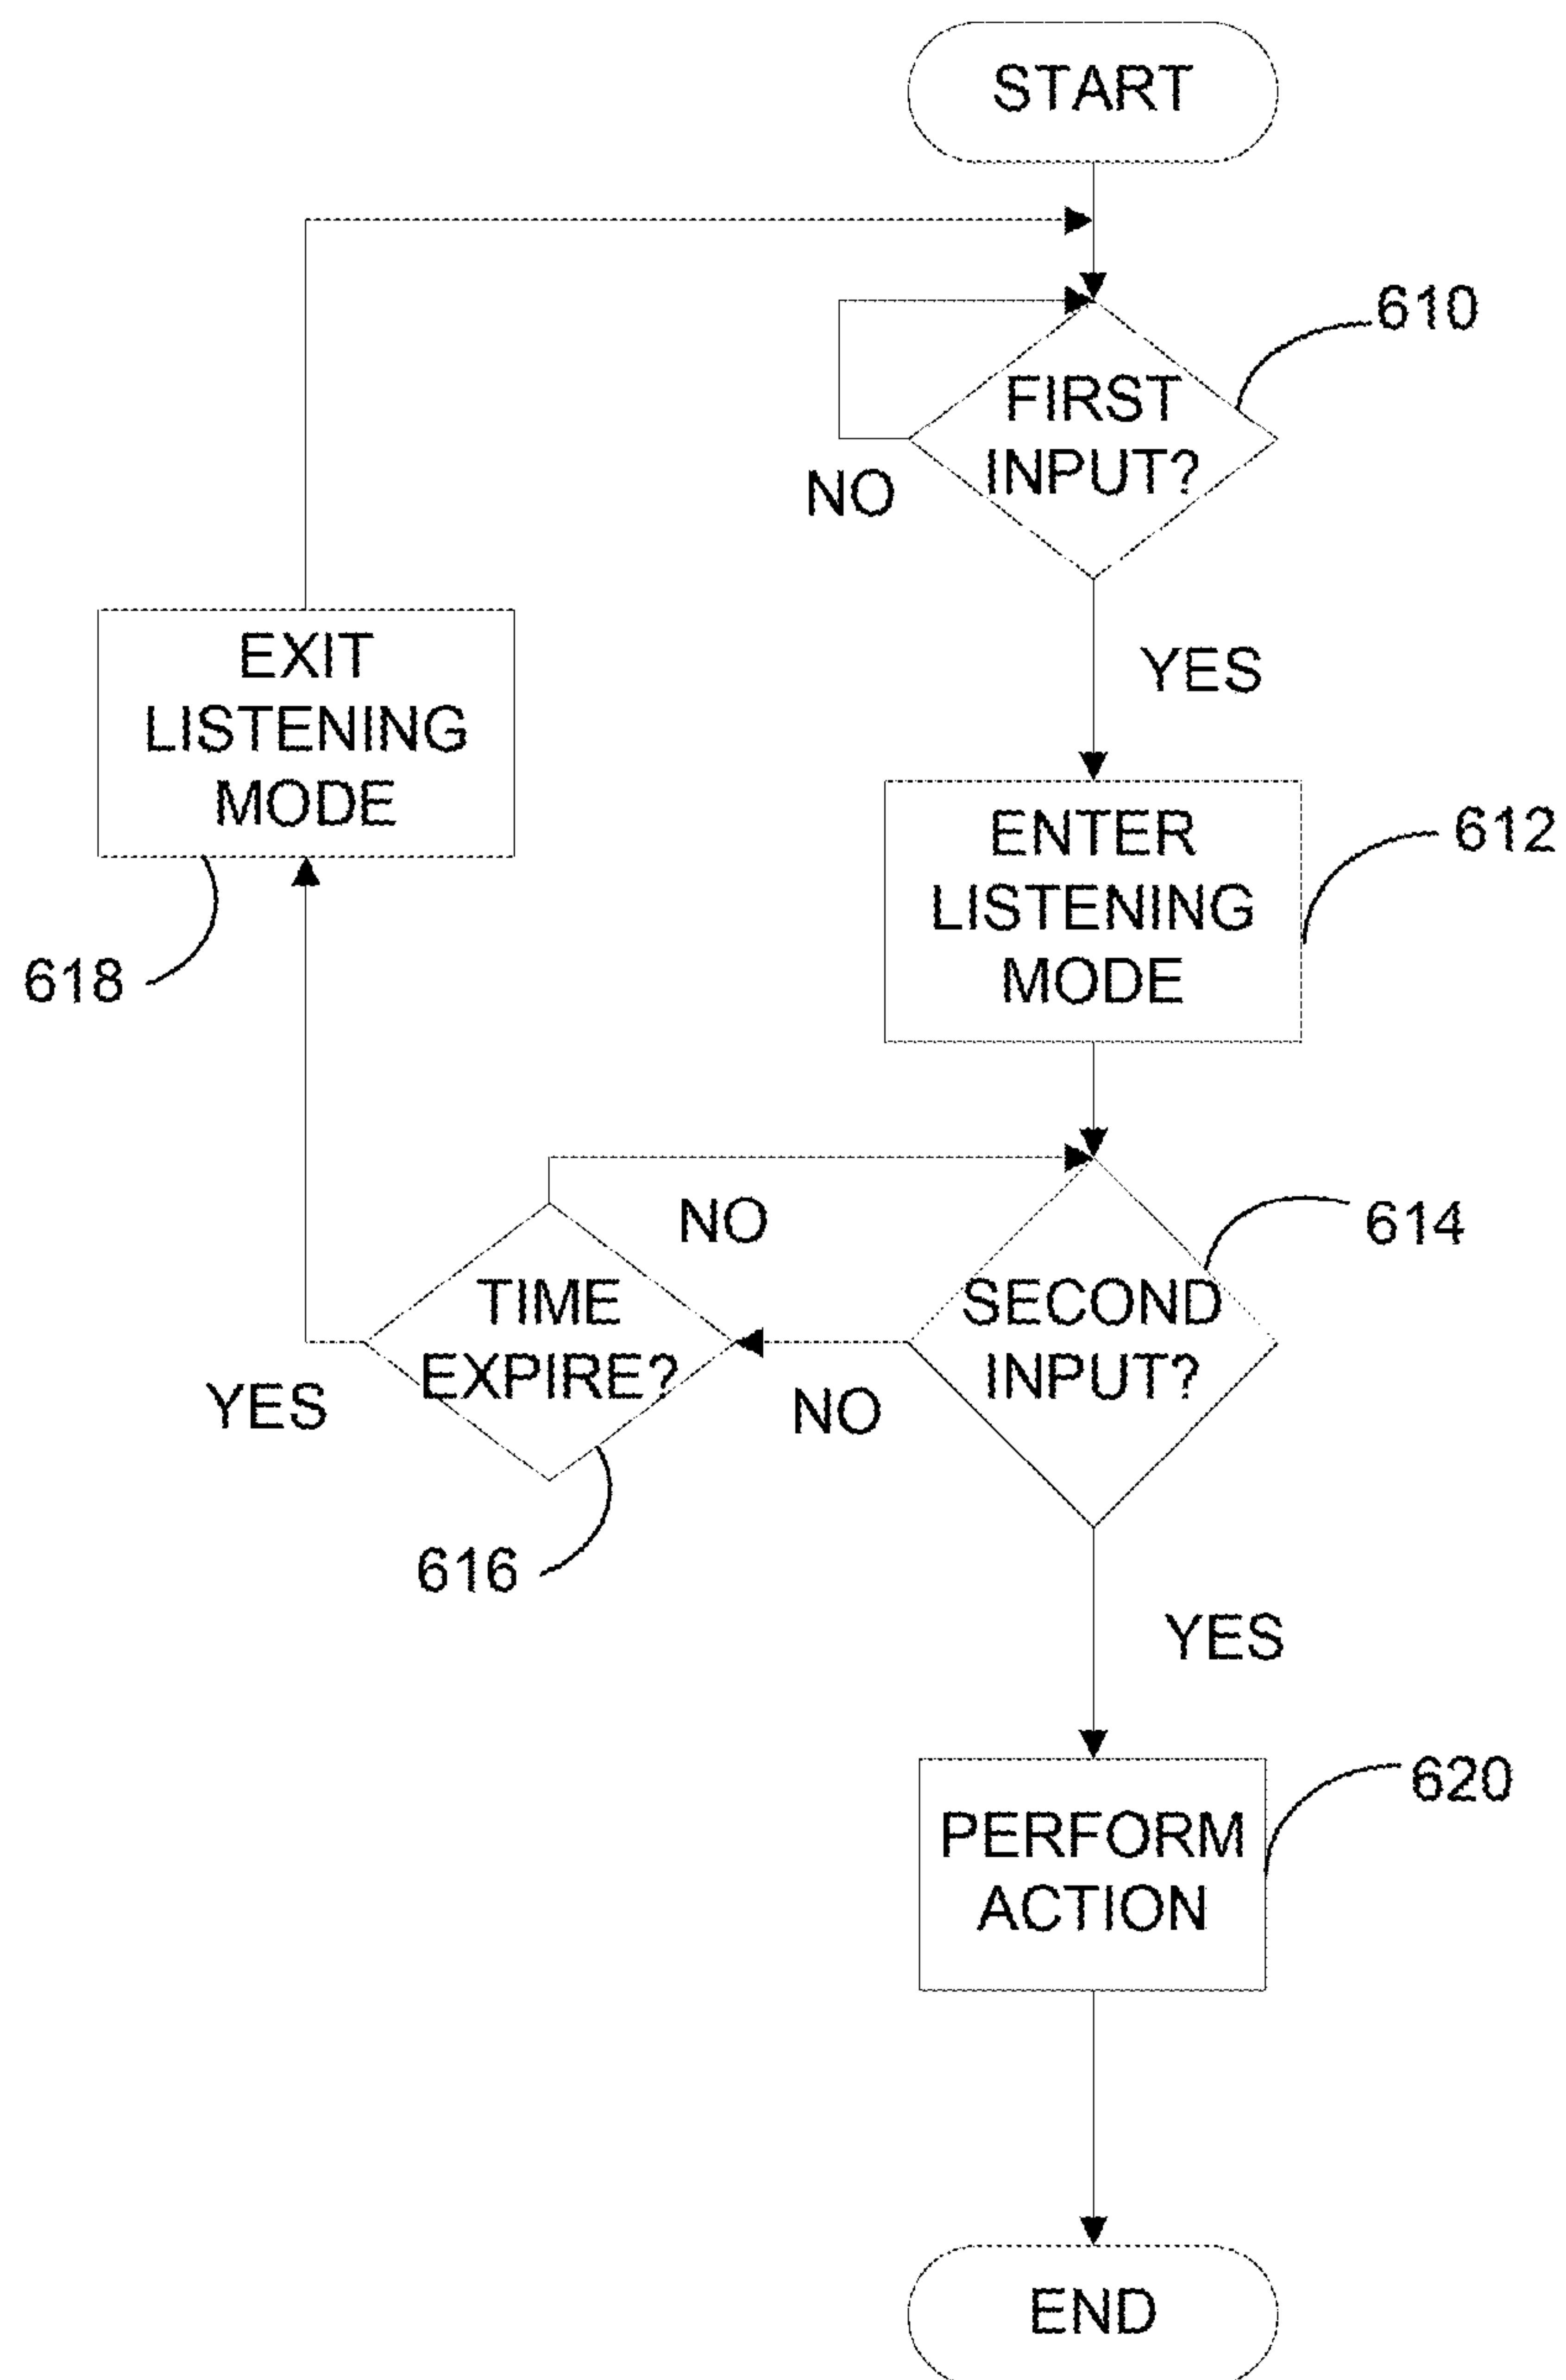 START
610
FIRST
INPUT?
NO
YES
EXIT
LISTENING
MODE
618
ENTER
LISTENING
MODE
612
NO
614
SECOND
INPUT?
TIME
EXPIRE?
YES
NO
616
YES
620
PERFORM
ACTION
END